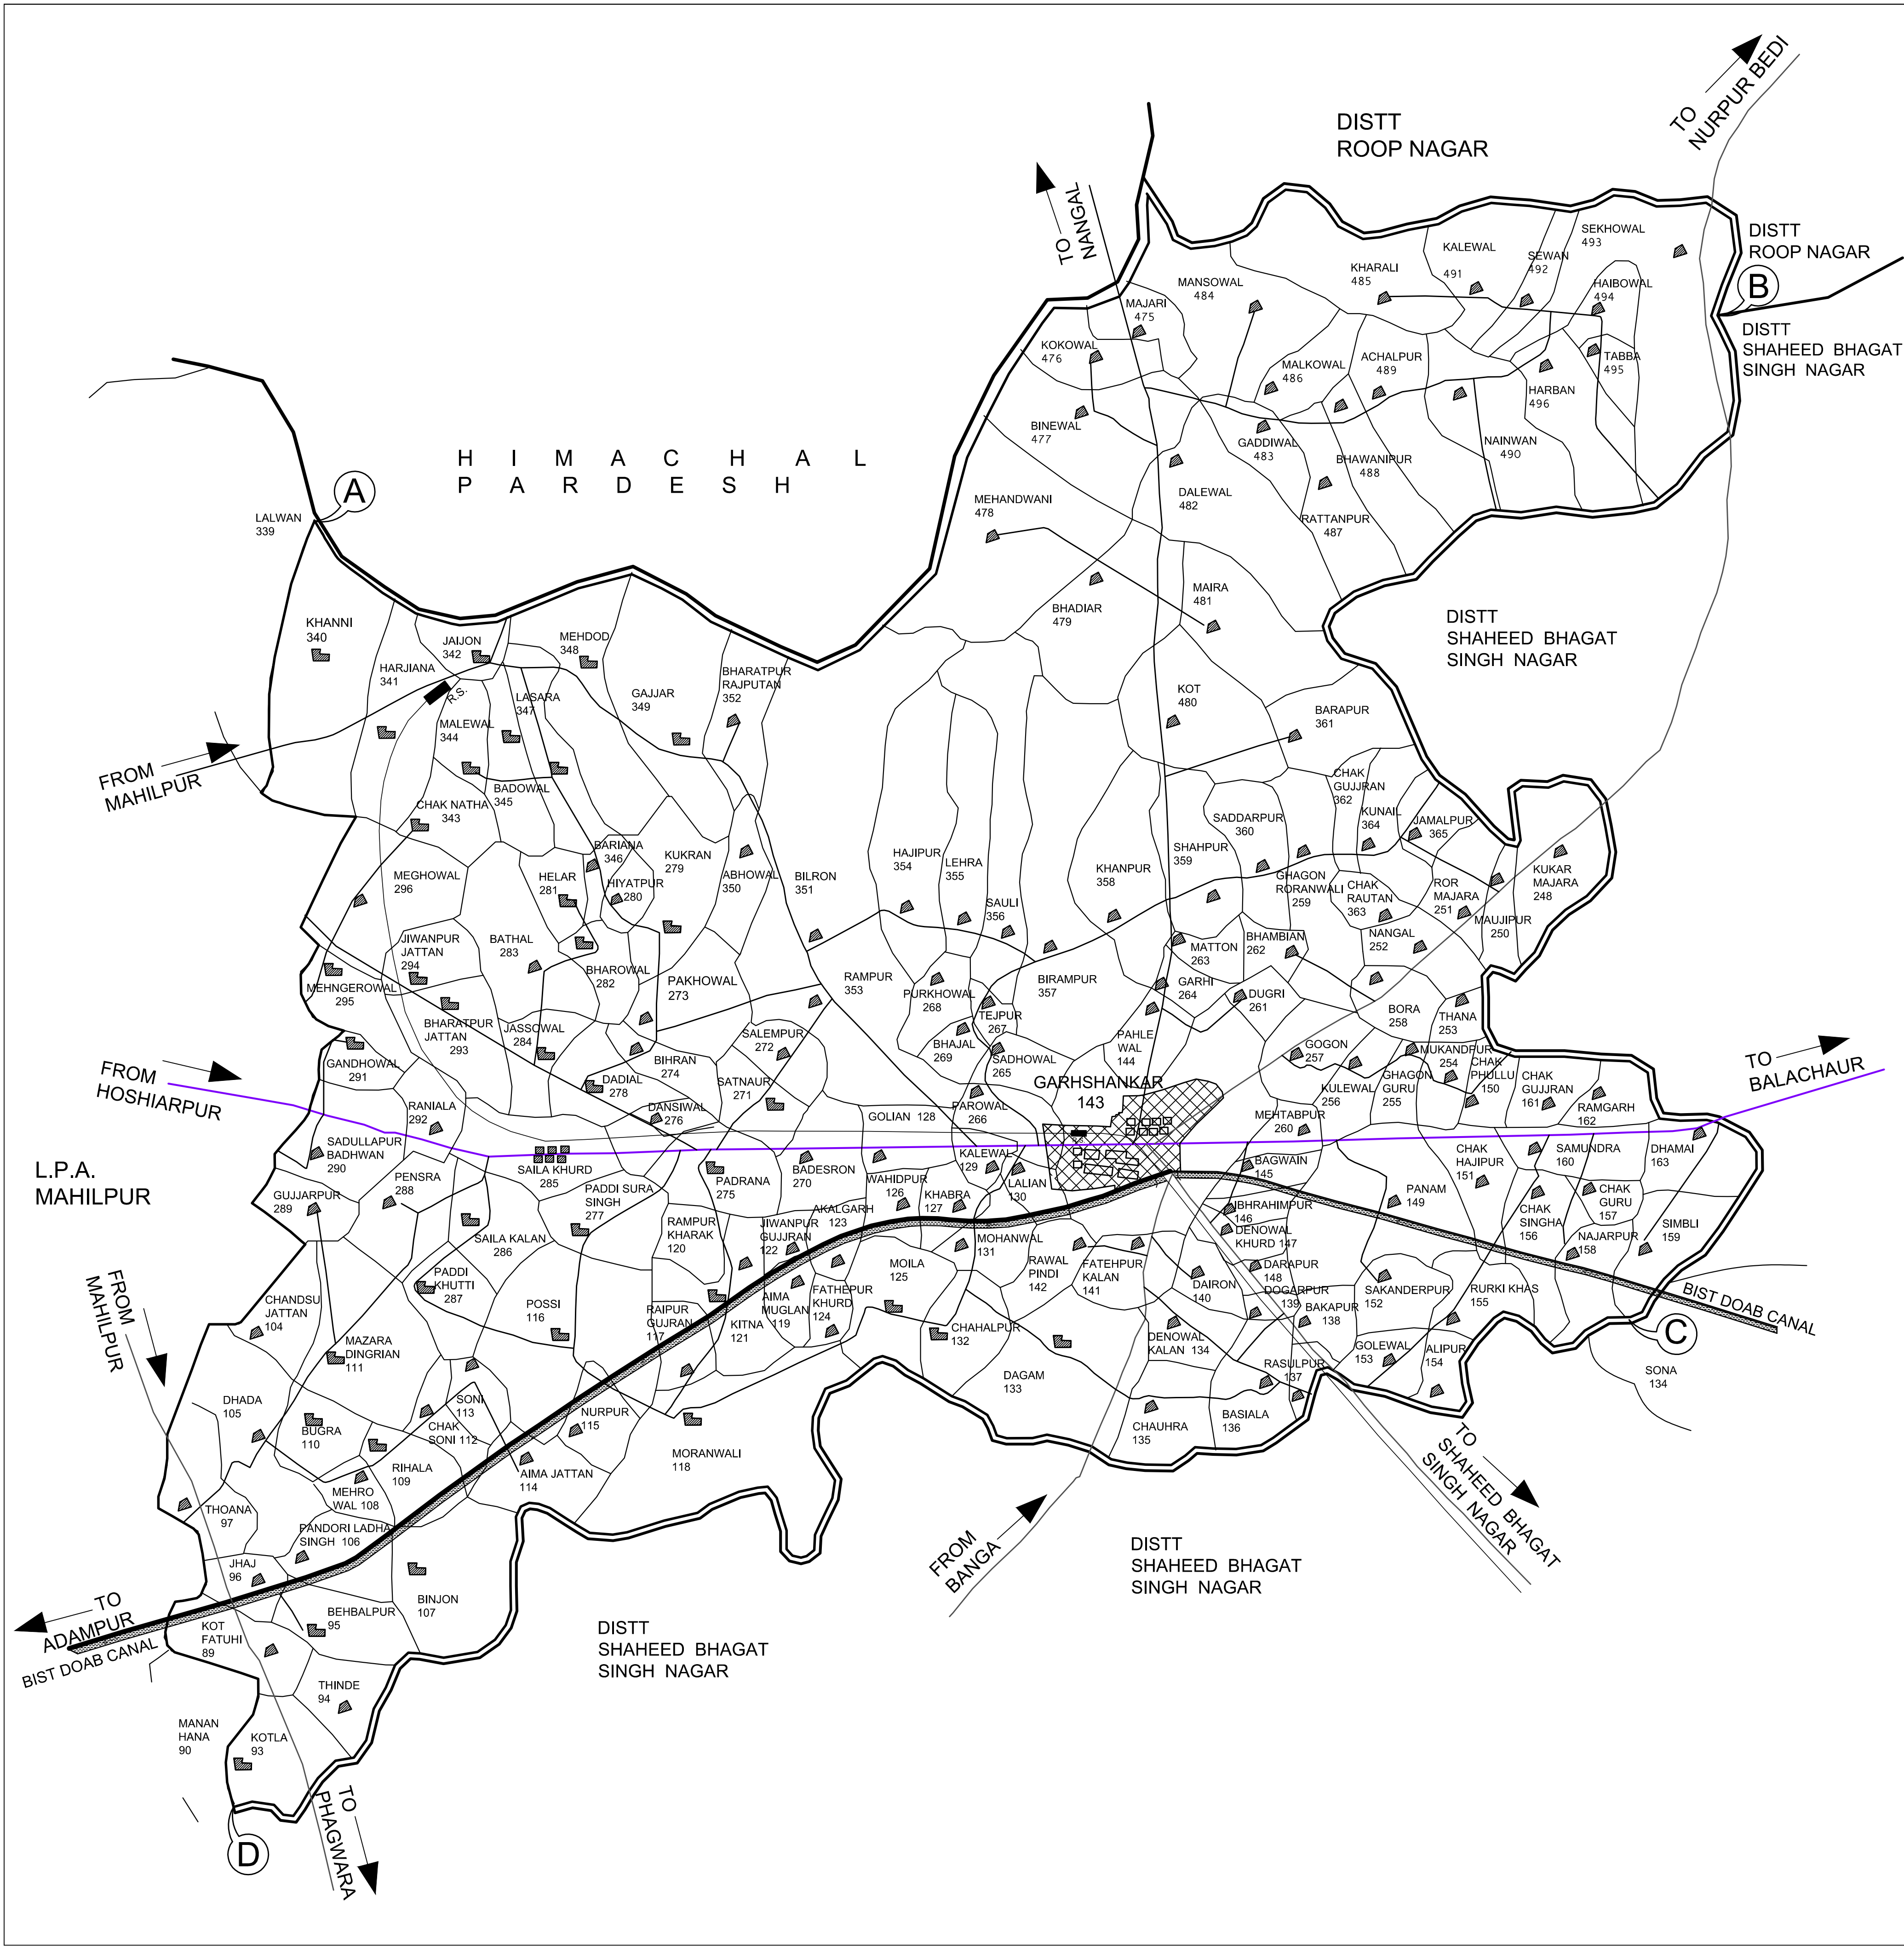 DISTT
ROOP NAGAR
TO
NURPUR BEDI
TO
NANGAL
DISTT
ROOP NAGAR
B
DISTT
SHAHEED BHAGAT
SINGH NAGAR
SEKHOWAL
493
KALEWAL
491
SEWAN
492
KHARALI
485
MANSOWAL
484
HAIBOWAL
494
MAJARI
475
KOKOWAL
476
MALKOWAL
486
ACHALPUR
489
TABBA
495
HARBAN
496
BINEWAL
477
GADDIWAL
483
BHAWANIPUR
488
NAINWAN
490
H I M A C H A L
P A R D E S H
A
LALWAN
339
MEHANDWANI
478
DALEWAL
482
RATTANPUR
487
MAIRA
481
BHADIAR
479
DISTT
SHAHEED BHAGAT
SINGH NAGAR
KHANNI
340
JAIJON
342
MEHDOD
348
HARJIANA
341
R.S.
LASARA
347
GAJJAR
349
BHARATPUR
RAJPUTAN
352
KOT
480
BARAPUR
361
MALEWAL
344
FROM
MAHILPUR
BADOWAL
345
CHAK NATHA
343
CHAK
GUJJRAN
362
KUNAIL
364
JAMALPUR
365
SADDARPUR
360
SHAHPUR
359
BARIANA
346
KUKRAN
279
HAJIPUR
354
LEHRA
355
KHANPUR
358
MEGHOWAL
296
HELAR
281
HIYATPUR
280
ABHOWAL
350
BILRON
351
GHAGON
RORANWALI
259
CHAK
RAUTAN
363
ROR
MAJARA
251
KUKAR
MAJARA
248
SAULI
356
MAUJIPUR
250
JIWANPUR
JATTAN
294
BATHAL
283
NANGAL
252
BHAMBIAN
262
MATTON
263
BHAROWAL
282
PAKHOWAL
273
RAMPUR
353
BIRAMPUR
357
GARHI
264
MEHNGEROWAL
295
PURKHOWAL
268
DUGRI
261
TEJPUR
267
BORA
258
THANA
253
BHARATPUR
JATTAN
293
JASSOWAL
284
SALEMPUR
272
BHAJAL
269
PAHLE
WAL
144
GOGON
257
MUKANDPUR
254
BIHRAN
274
SADHOWAL
265
GANDHOWAL
291
CHAK
PHULLU
150
TO
BALACHAUR
FROM
HOSHIARPUR
DADIAL
278
SATNAUR
271
GARHSHANKAR
143
KULEWAL
256
GHAGON
GURU
255
CHAK
GUJJRAN
161
RAMGARH
162
RANIALA
292
DANSIWAL
276
GOLIAN 128
PAROWAL
266
MEHTABPUR
260
SADULLAPUR
BADHWAN
290
SAILA KHURD
285
BADESRON
270
KALEWAL
129
BAGWAIN
145
CHAK
HAJIPUR
151
SAMUNDRA
160
DHAMAI
163
L.P.A.
MAHILPUR
PENSRA
288
PADRANA
275
WAHIDPUR
126
LALIAN
130
GUJJARPUR
289
PADDI SURA
SINGH
277
KHABRA
127
PANAM
149
CHAK
GURU
157
AKALGARH
123
IBHRAHIMPUR
146
CHAK
SINGHA
156
RAMPUR
KHARAK
120
JIWANPUR
GUJJRAN
122
SIMBLI
159
SAILA KALAN
286
DENOWAL
KHURD 147
NAJARPUR
158
MOHANWAL
131
RAWAL
PINDI
142
FATEHPUR
KALAN
141
PADDI
KHUTTI
287
MOILA
125
DARAPUR
148
DAIRON
140
DOGARPUR
139
SAKANDERPUR
152
RURKI KHAS
155
FROM
MAHILPUR
CHANDSU
JATTAN
104
AIMA
MUGLAN
119
FATHEPUR
KHURD
124
BAKAPUR
138
BIST DOAB CANAL
C
POSSI
116
RAIPUR
GUJRAN
117
KITNA
121
CHAHALPUR
132
DENOWAL
KALAN 134
MAZARA
DINGRIAN
111
GOLEWAL
153
ALIPUR
154
RASULPUR
137
DAGAM
133
SONA
134
DHADA
105
SONI
113
CHAK
SONI 112
NURPUR
115
BUGRA
110
CHAUHRA
135
BASIALA
136
MORANWALI
118
RIHALA
109
AIMA JATTAN
114
TO
SHAHEED BHAGAT
SINGH NAGAR
MEHRO
WAL 108
THOANA
97
PANDORI LADHA
SINGH 106
FROM
BANGA
DISTT
SHAHEED BHAGAT
SINGH NAGAR
JHAJ
96
TO
ADAMPUR
BIST DOAB CANAL
BINJON
107
BEHBALPUR
95
KOT
FATUHI
89
DISTT
SHAHEED BHAGAT
SINGH NAGAR
THINDE
94
MANAN
HANA
90
KOTLA
93
TO
PHAGWARA
D